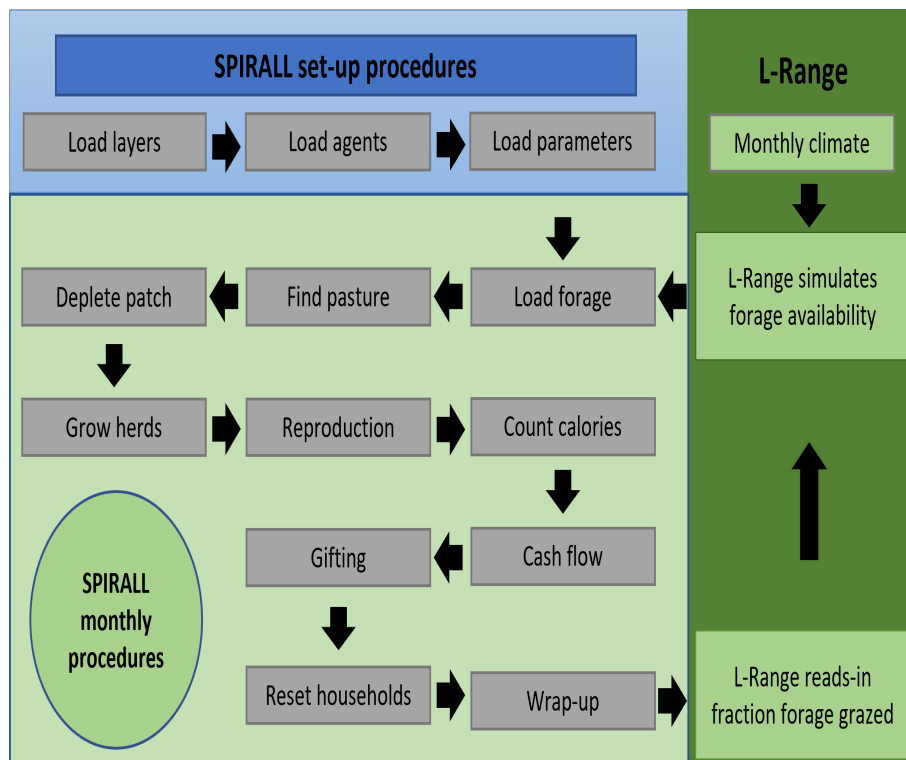 SPIRALL set-up procedures
L-Range
Load layers
Load agents
Load parameters
Monthly climate
Deplete patch
Find pasture
Load forage
L-Range simulates
forage availability
Grow herds
Reproduction
Count calories
Gifting
Cash flow
SPIRALL
monthly
procedures
Reset households
Wrap-up
L-Range reads-in
fraction forage grazed